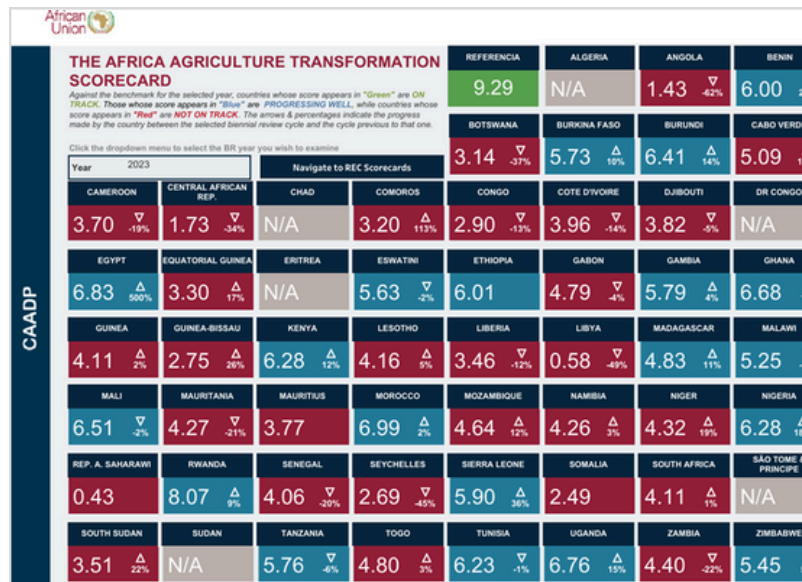 African
Union
THE AFRICA AGRICULTURE TRANSFORMATION
SCORECARD
Against the benchmark for the selected year, countries whose score appears in "Green" are ON
TRACK. Those whose score appears in "Blue" are PROGRESSING WELL, while countries whose
score appears in "Red" are NOT ON TRACK. The arrows & percentages indicate the progress
made by the country between the selected biennial review cycle and the cycle previous to that one.
Click the dropdown menu to select the BR year you wish to examine
Year 2023
Navigate to REC Scorecards
CAADP
REFERENCIA ALGERIA ANGOLA BENIN
9.29 N/A 1.43 ▽ -62% 6.00
BOTSWANA BURKINA FASO BURUNDI CABO VERD
3.14 ▽ -37% 5.73 △ 10% 6.41 △ 14% 5.09
CAMEROON CENTRAL AFRICAN REP. CHAD COMOROS CONGO COTE D'IVOIRE DJIBOUTI DR CONGO
3.70 ▽ -19% 1.73 ▽ -34% N/A 3.20 △ 113% 2.90 ▽ -13% 3.96 ▽ -14% 3.82 ▽ -5% N/A
EGYPT EQUATORIAL GUINEA ERITREA ESWATINI ETHIOPIA GABON GAMBIA GHANA
6.83 △ 500% 3.30 △ 17% N/A 5.63 ▽ -2% 6.01 4.79 ▽ -4% 5.79 △ 4% 6.68
GUINEA GUINEA-BISSAU KENYA LESOTHO LIBERIA LIBYA MADAGASCAR MALAWI
4.11 △ 2% 2.75 △ 26% 6.28 △ 12% 4.16 △ 5% 3.46 ▽ -12% 0.58 ▽ -49% 4.83 △ 11% 5.25
MALI MAURITANIA MAURITIUS MOROCCO MOZAMBIQUE NAMIBIA NIGER NIGERIA
6.51 ▽ -2% 4.27 ▽ -21% 3.77 6.99 △ 2% 4.64 △ 12% 4.26 △ 3% 4.32 △ 19% 6.28
REP. A. SAHARAWI RWANDA SENEGAL SEYCHELLES SIERRA LEONE SOMALIA SOUTH AFRICA SÃO TOME & PRINCIPE
0.43 8.07 △ 9% 4.06 ▽ -20% 2.69 ▽ -45% 5.90 △ 36% 2.49 4.11 △ 1% N/A
SOUTH SUDAN SUDAN TANZANIA TOGO TUNISIA UGANDA ZAMBIA ZIMBABWE
3.51 △ 22% N/A 5.76 ▽ -6% 4.80 △ 3% 6.23 ▽ -1% 6.76 △ 15% 4.40 ▽ -22% 5.45